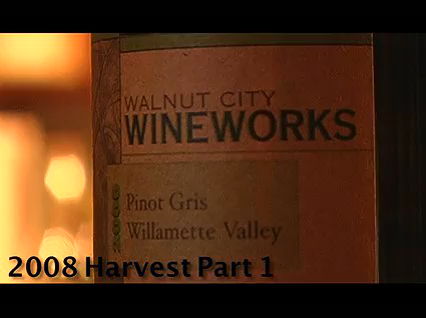 WALNUT CITY
WINEWORKS
Pinot Gris
Willamette Valley
2008 Harvest Part 1